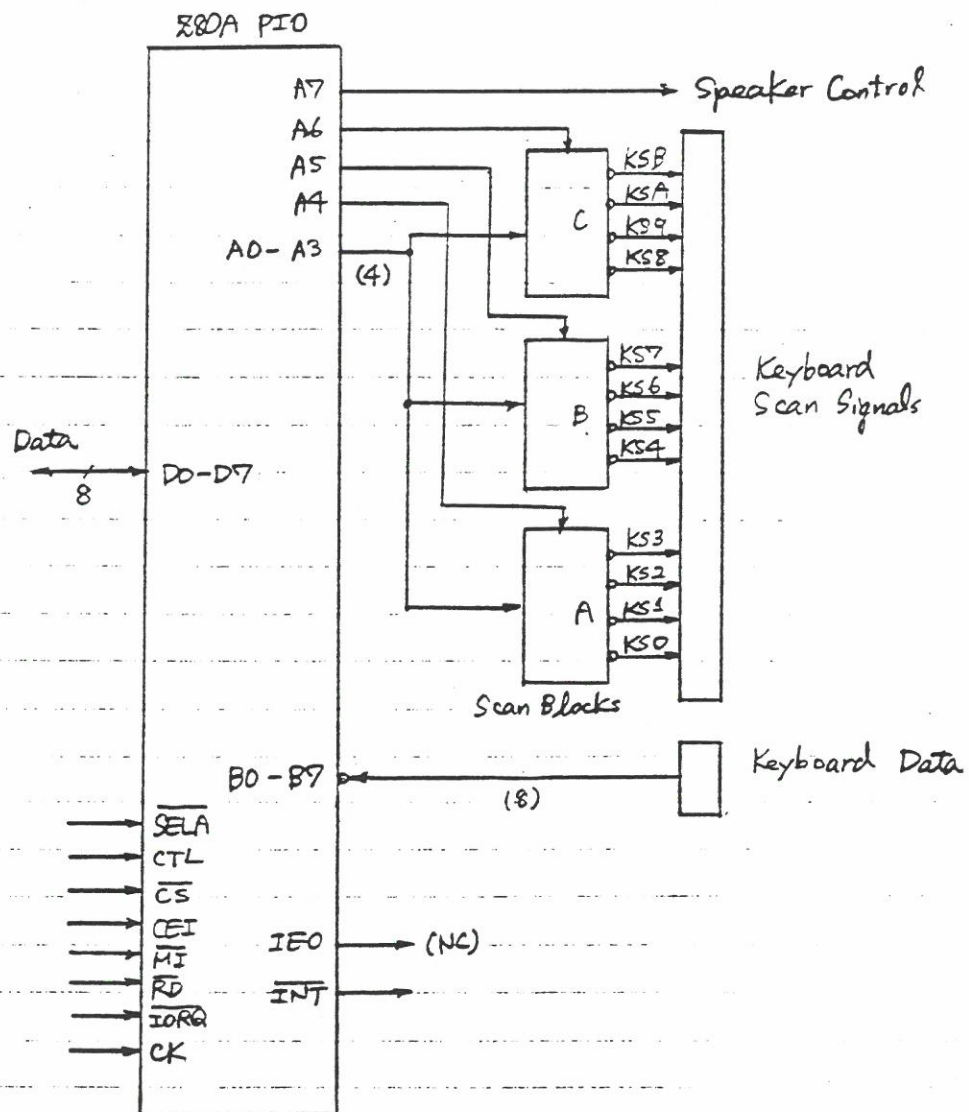 Z80A PIO
A7
Speaker Control
A6
A5
A4
A0-A3
(4)
C
KSB
KSA
KS9
KS8
B
KS7
KS6
KS5
KS4
Keyboard
Scan Signals
Data
8
D0-D7
A
KS3
KS2
KS1
KS0
Scan Blocks
B0-B7
(8)
Keyboard Data
SELA
CTL
CS
CEI
M1
RD
IORQ
CK
IEO
(NC)
INT